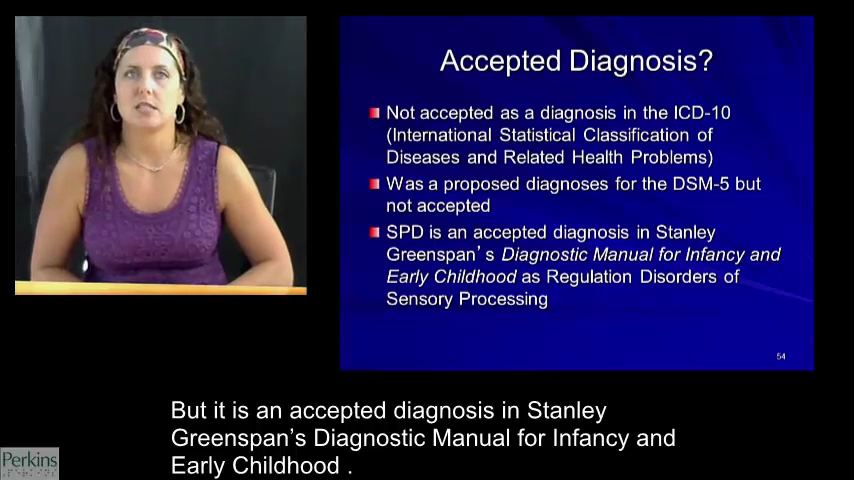 Accepted Diagnosis?
Not accepted as a diagnosis in the ICD-10
(International Statistical Classification of
Diseases and Related Health Problems)
Was a proposed diagnoses for the DSM-5 but
not accepted
SPD is an accepted diagnosis in Stanley
Greenspan's Diagnostic Manual for Infancy and
Early Childhood as Regulation Disorders of
Sensory Processing
54
But it is an accepted diagnosis in Stanley
Greenspan's Diagnostic Manual for Infancy and
Early Childhood .
Perkins